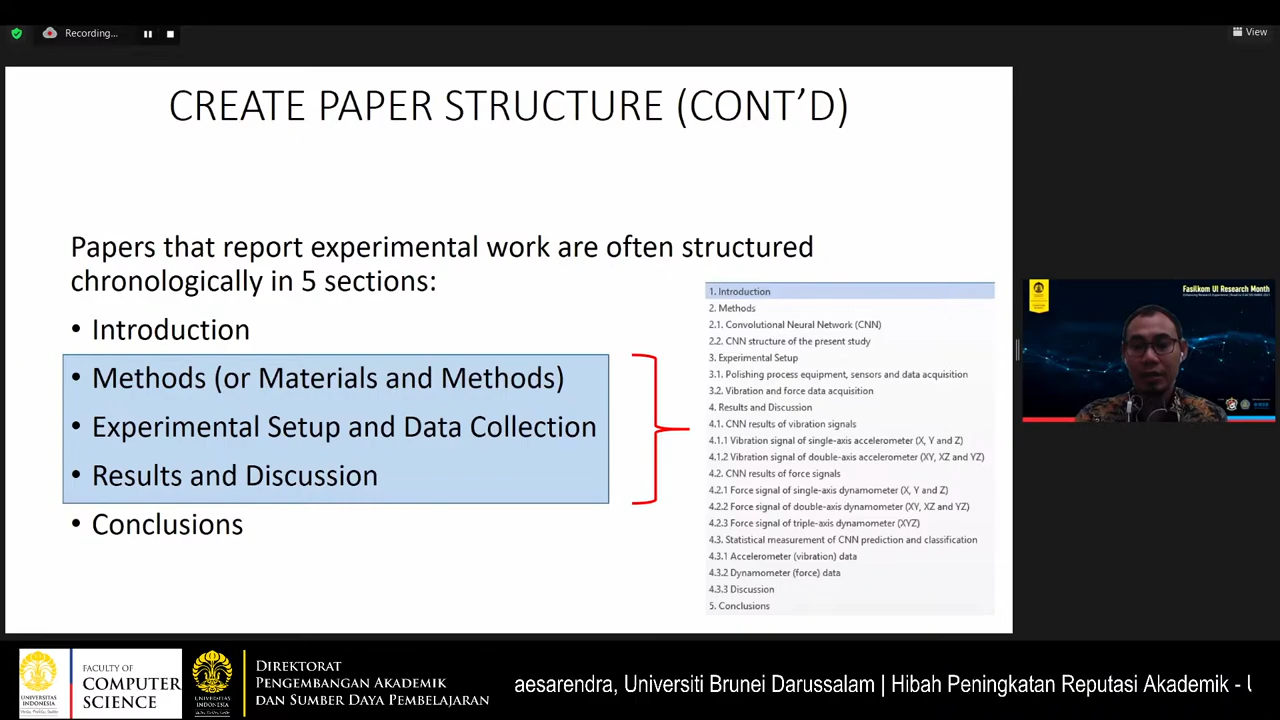 Recording...
View
CREATE PAPER STRUCTURE (CONT'D)
Papers that report experimental work are often structured
chronologically in 5 sections:
• Introduction
• Methods (or Materials and Methods)
• Experimental Setup and Data Collection
• Results and Discussion
• Conclusions
1. Introduction
2. Methods
2.1. Convolutional Neural Network (CNN)
2.2. CNN structure of the present study
3. Experimental Setup
3.1. Polishing process equipment, sensors and data acquisition
3.2. Vibration and force data acquisition
4. Results and Discussion
4.1. CNN results of vibration signals
4.1.1 Vibration signal of single-axis accelerometer (X, Y and Z)
4.1.2 Vibration signal of double-axis accelerometer (XY, XZ and YZ)
4.2. CNN results of force signals
4.2.1 Force signal of single-axis dynamometer (X, Y and Z)
4.2.2 Force signal of double-axis dynamometer (XY, XZ and YZ)
4.2.3 Force signal of triple-axis dynamometer (XYZ)
4.3. Statistical measurement of CNN prediction and classification
4.3.1 Accelerometer (vibration) data
4.3.2 Dynamometer (force) data
4.3.3 Discussion
5. Conclusions
Fasilkom UI Research Month
UNIVERSITAS
INDONESIA
FACULTY OF
COMPUTER
SCIENCE
UNIVERSITAS
INDONESIA
DIREKTORAT
PENGEMBANGAN AKADEMIK
DAN SUMBER DAYA PEMBELAJARAN
aesarendra, Universiti Brunei Darussalam | Hibah Peningkatan Reputasi Akademik - U